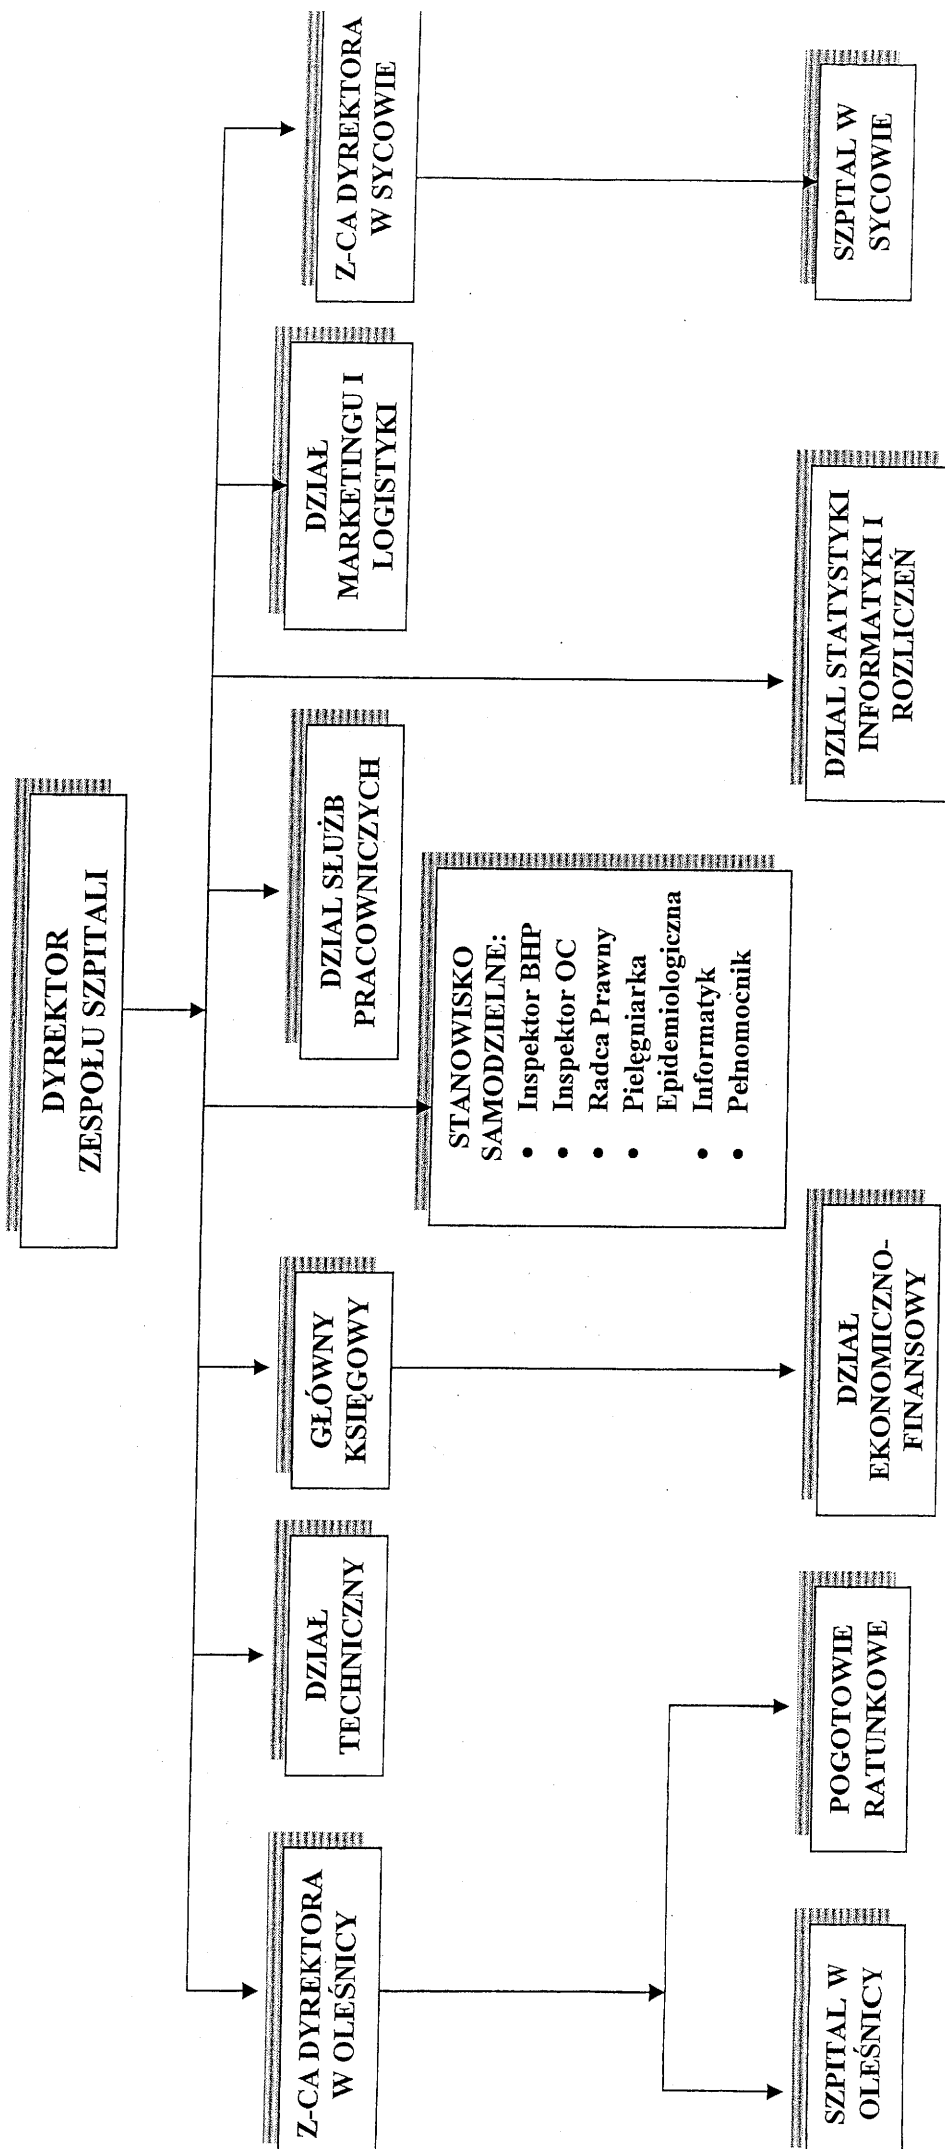 DYREKTOR
ZESPOŁU SZPITALI
Z-CA DYREKTORA
W OLEŚNICY
DZIAŁ
TECHNICZNY
GŁÓWNY
KSIĘGOWY
DZIAŁ SŁUŻB
PRACOWNICZYCH
DZIAŁ
MARKETINGU I
LOGISTYKI
Z-CA DYREKTORA
W SYCOWIE
STANOWISKO
SAMODZIELNE:
• Inspektor BHP
• Inspektor OC
• Radca Prawny
• Pielęgniarka
Epidemiologiczna
• Informatyk
• Pełnomocnik
SZPITAL W
OLEŚNICY
POGOTOWIE
RATUNKOWE
DZIAŁ
EKONOMICZNO-
FINANSOWY
DZIAŁ STATYSTYKI
INFORMATYKI I
ROZLICZEŃ
SZPITAL W
SYCOWIE